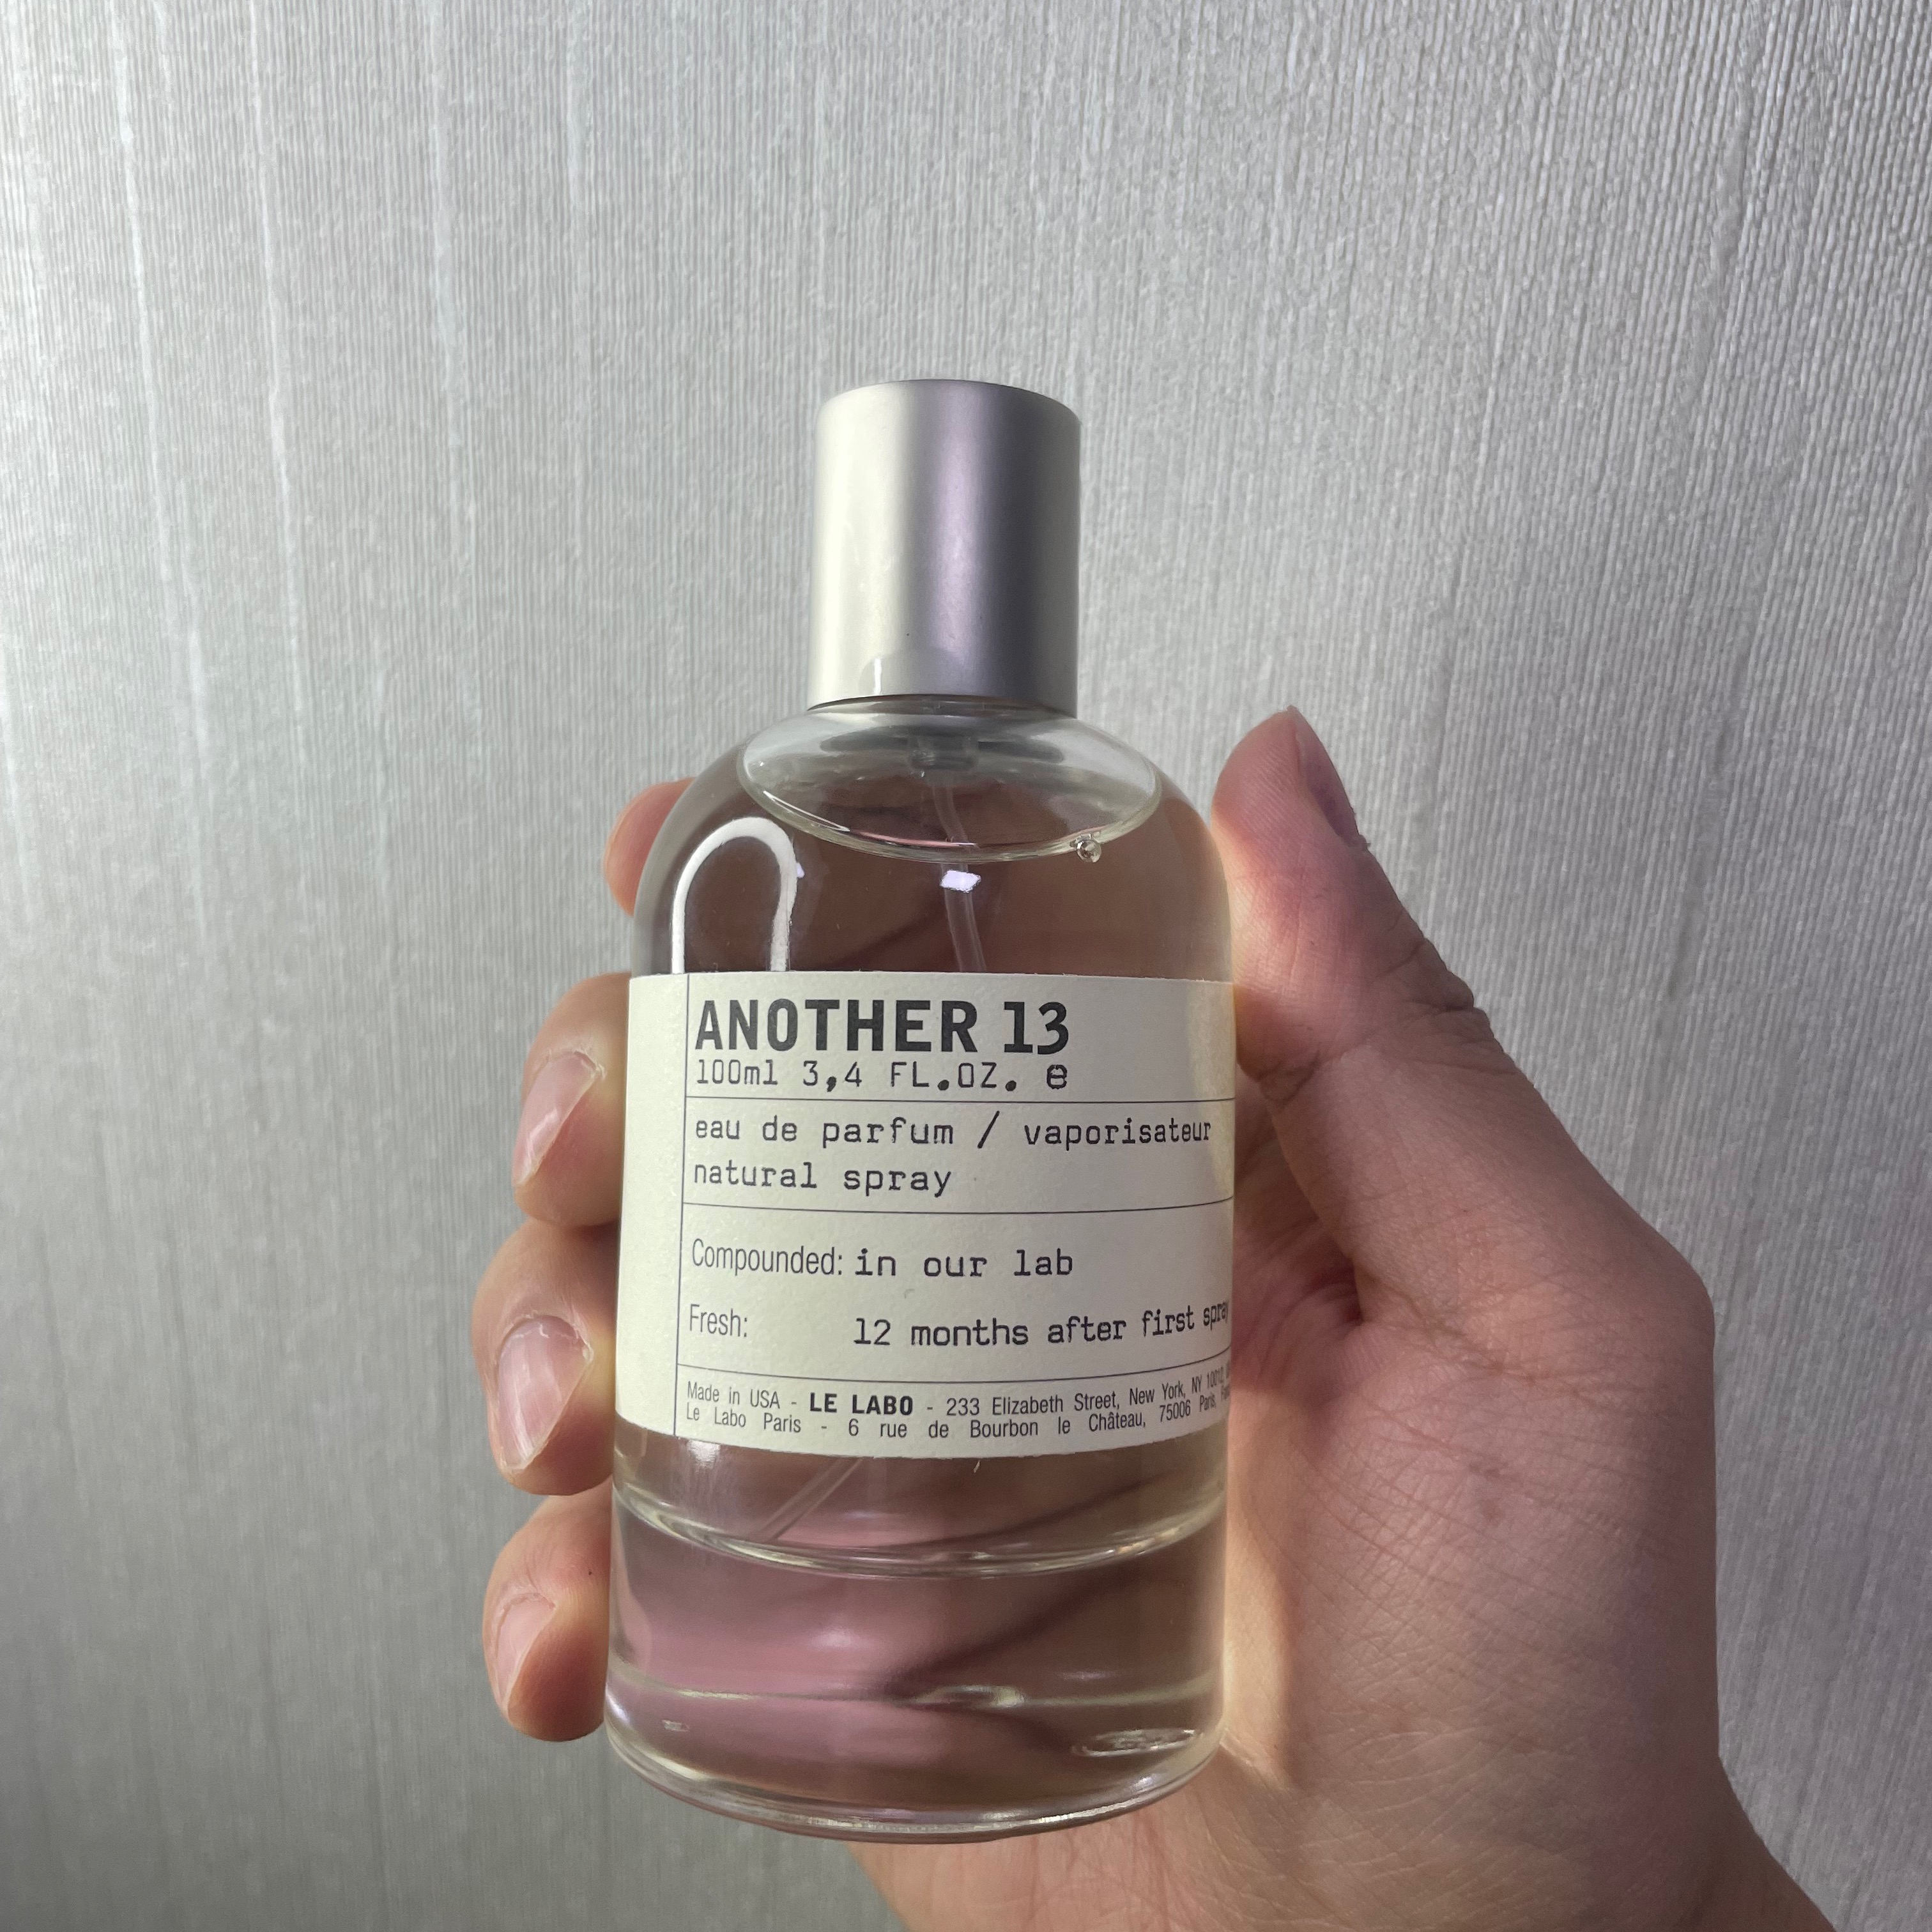 ANOTHER 13
100ml 3,4 FL.OZ. e
eau de parfum / vaporisateur
natural spray
Compounded: in our lab
Fresh: 12 months after first spray
Made in USA - LE LABO - 233 Elizabeth Street, New York, NY 10012
Le Labo Paris - 6 rue de Bourbon le Château, 75006 Paris,